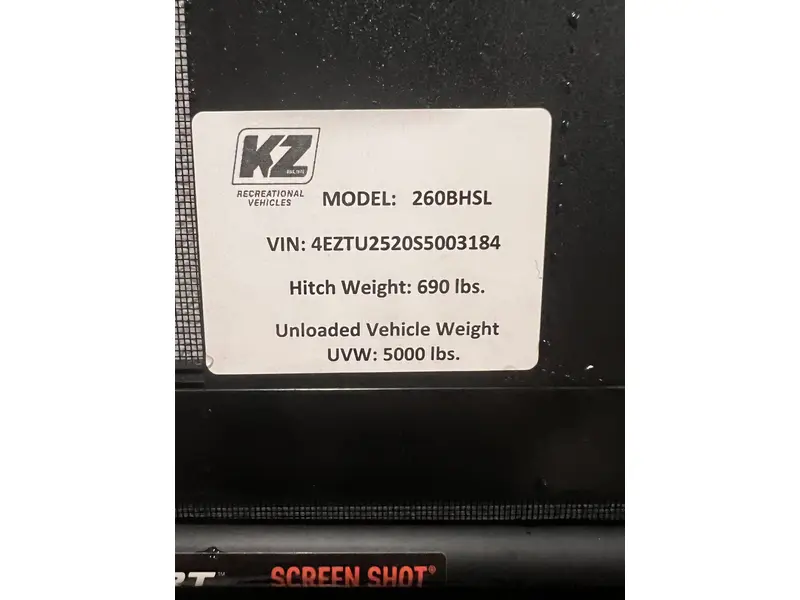 KZ
RECREATIONAL
VEHICLES
MODEL: 260BHSL
VIN: 4EZTU2520S5003184
Hitch Weight: 690 lbs.
Unloaded Vehicle Weight
UVW: 5000 lbs.
SCREEN SHOT®